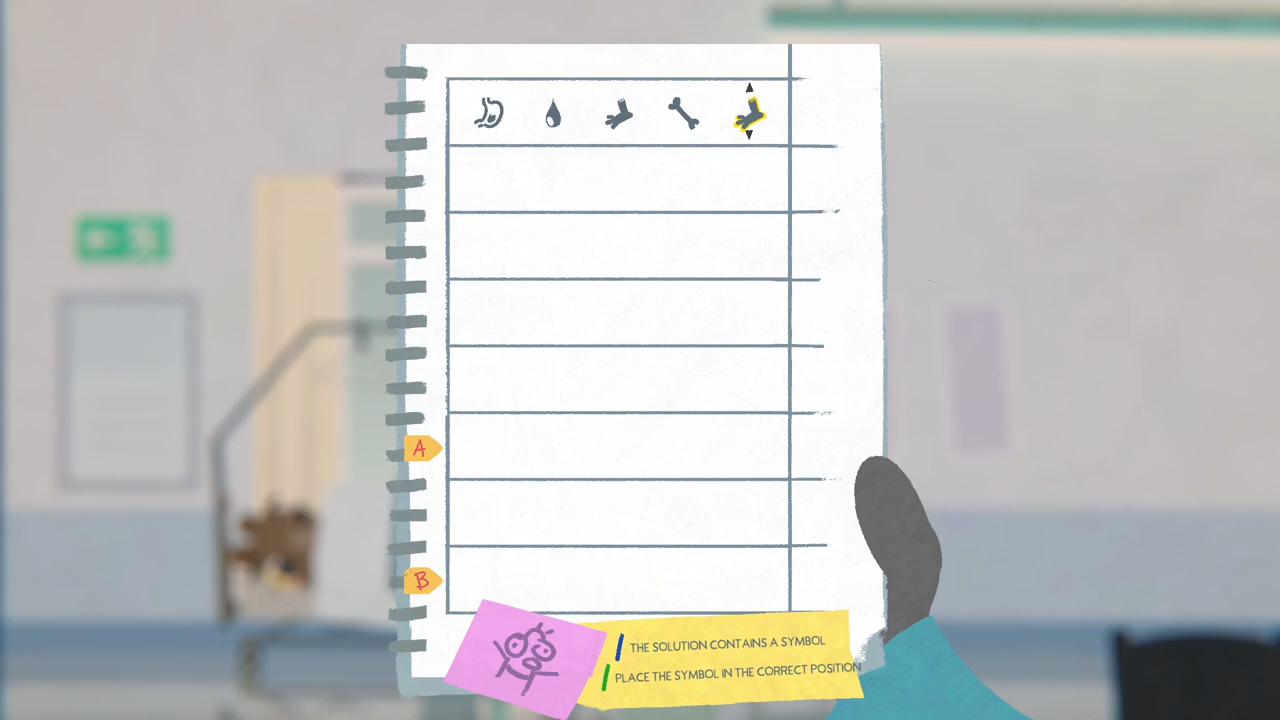 A
B
THE SOLUTION CONTAINS A SYMBOL
PLACE THE SYMBOL IN THE CORRECT POSITION